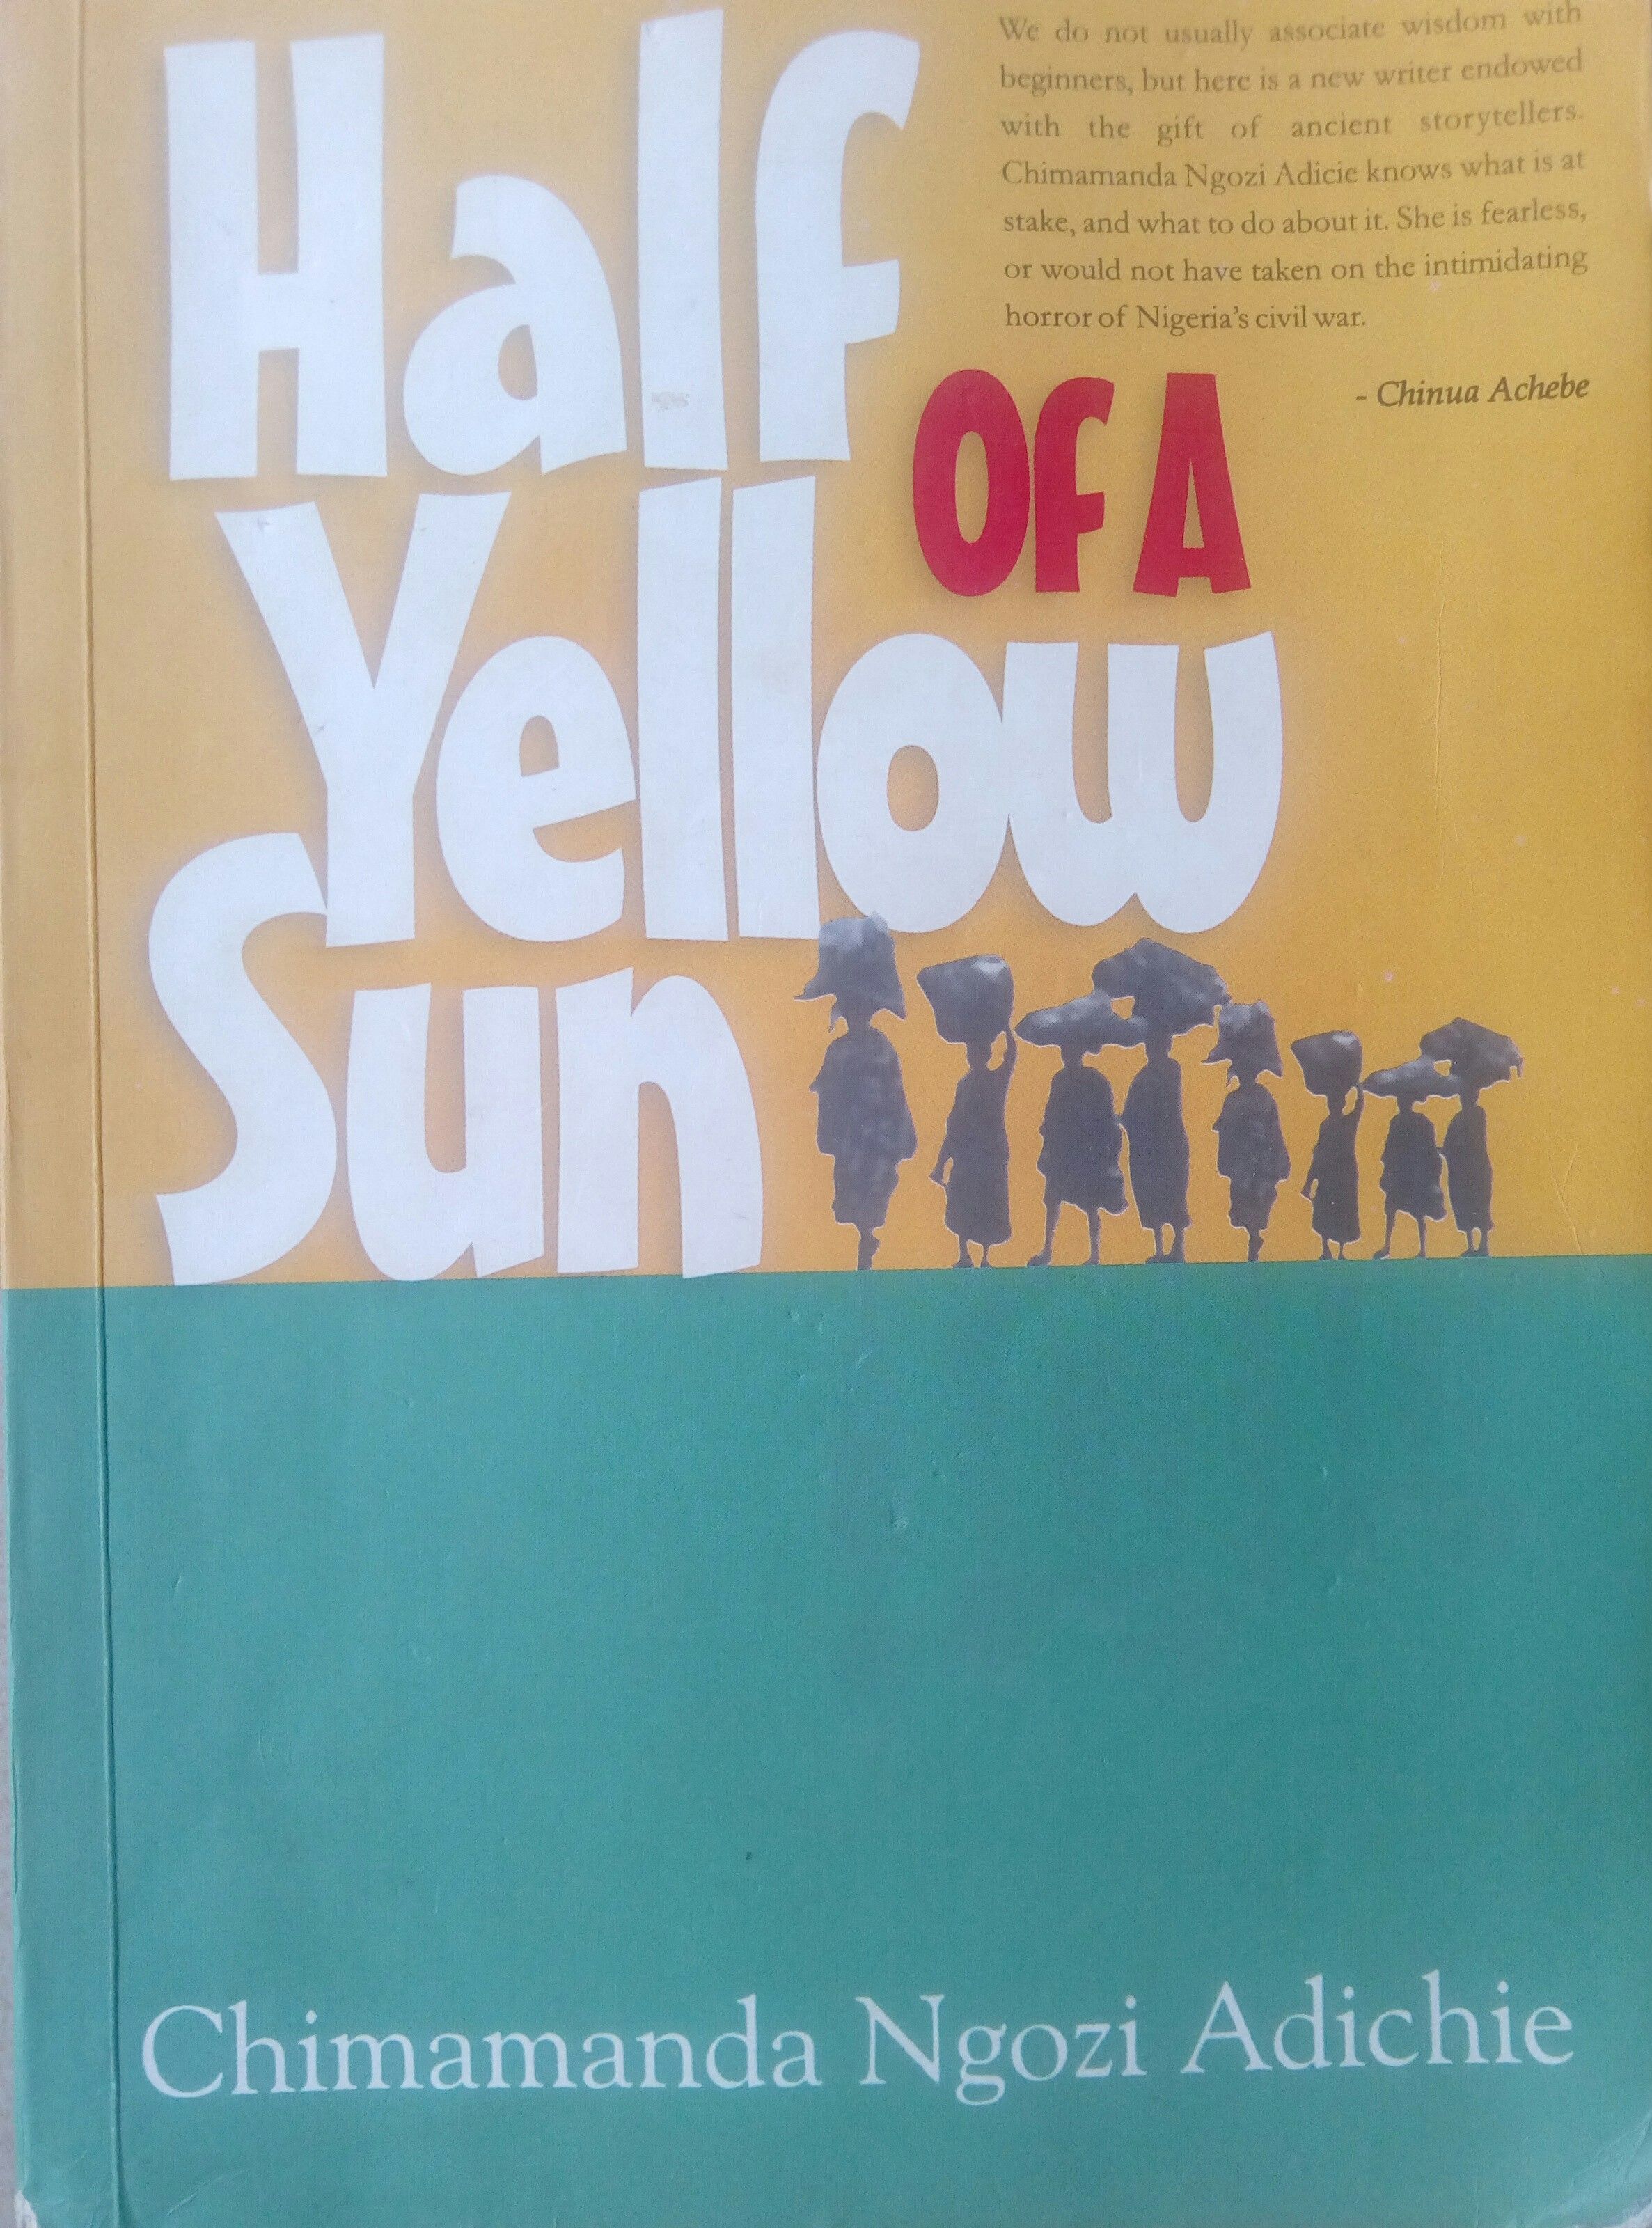 Half
We do not usually associate wisdom with
beginners, but here is a new writer endowed
with the gift of ancient storytellers.
Chimamanda Ngozi Adicie knows what is at
stake, and what to do about it. She is fearless,
or would not have taken on the intimidating
horror of Nigeria's civil war.
- Chinua Achebe
OF A
Yellow
Sun
Chimamanda Ngozi Adichie